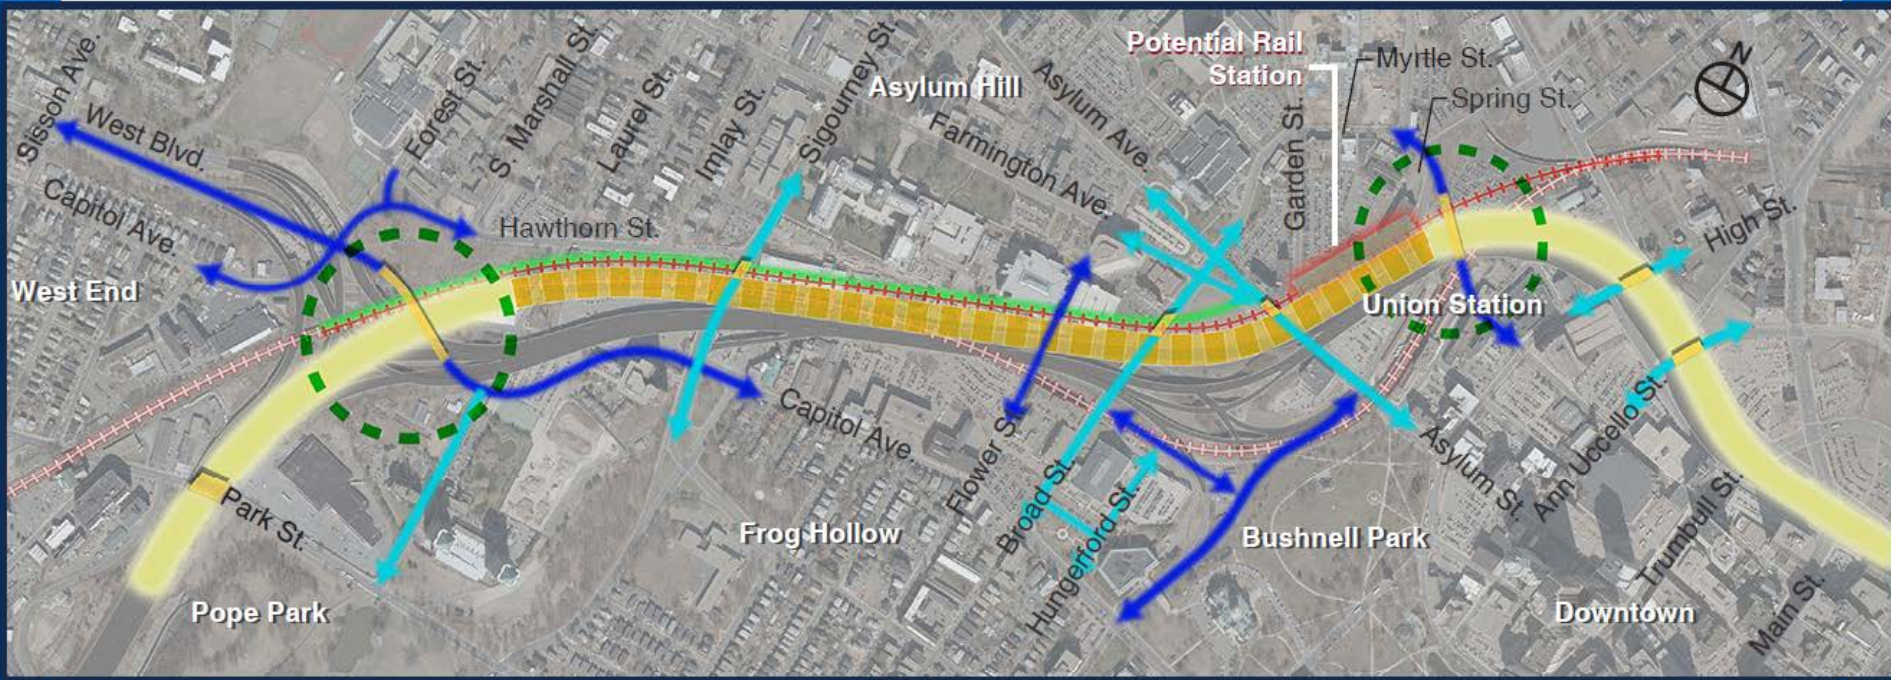 Sisson Ave.
West Blvd.
Capitol Ave.
West End
Forest St.
S. Marshall St.
Laurel St.
Imlay St.
Sigourney St.
Hawthorn St.
Asylum Hill
Farmington Ave.
Asylum Ave.
Potential Rail
Station
Garden St.
Myrtle St.
Spring St.
N
High St.
Union Station
Capitol Ave.
Flower St.
Broad St.
Hungerford St.
Asylum St.
Ann Uccello St.
Trumbull St.
Main St.
Park St.
Pope Park
Frog Hollow
Bushnell Park
Downtown